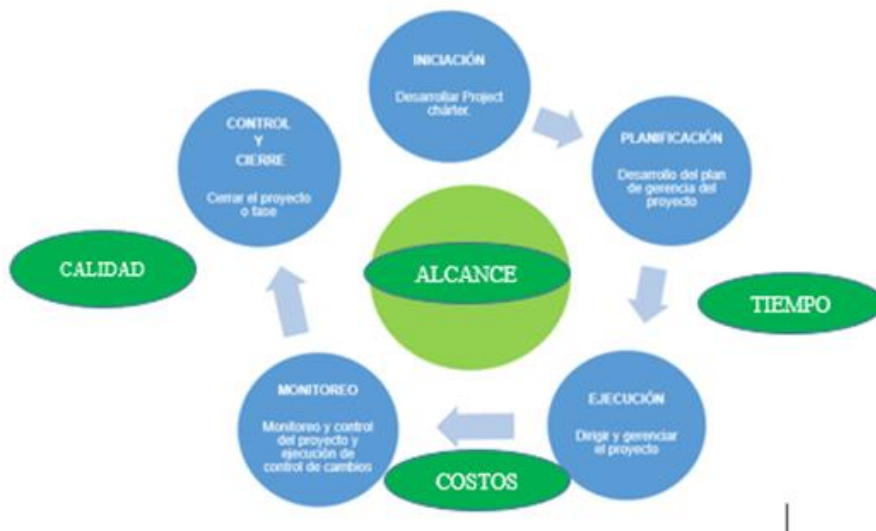 INICIACIÓN
Desarrollar Project
chárter.
PLANIFICACIÓN
Desarrollo del plan
de gerencia del
proyecto
TIEMPO
EJECUCIÓN
Dirigir y gerenciar
el proyecto
COSTOS
MONITOREO
Monitoreo y control
del proyecto y
ejecución de
control de cambios
CALIDAD
CONTROL
Y
CIERRE
Cerrar el proyecto
o fase
ALCANCE